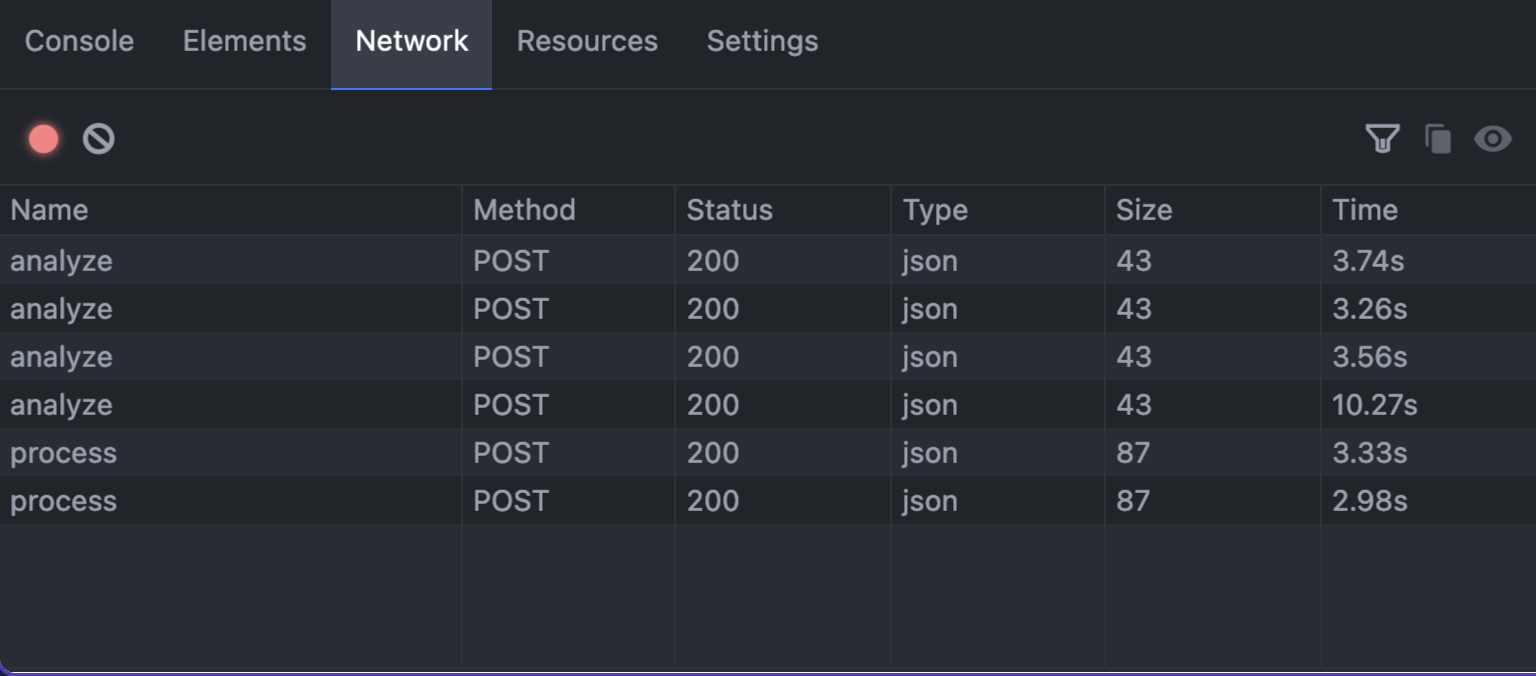 Console Elements Network Resources Settings
Name Method Status Type Size Time
analyze POST 200 json 43 3.74s
analyze POST 200 json 43 3.26s
analyze POST 200 json 43 3.56s
analyze POST 200 json 43 10.27s
process POST 200 json 87 3.33s
process POST 200 json 87 2.98s